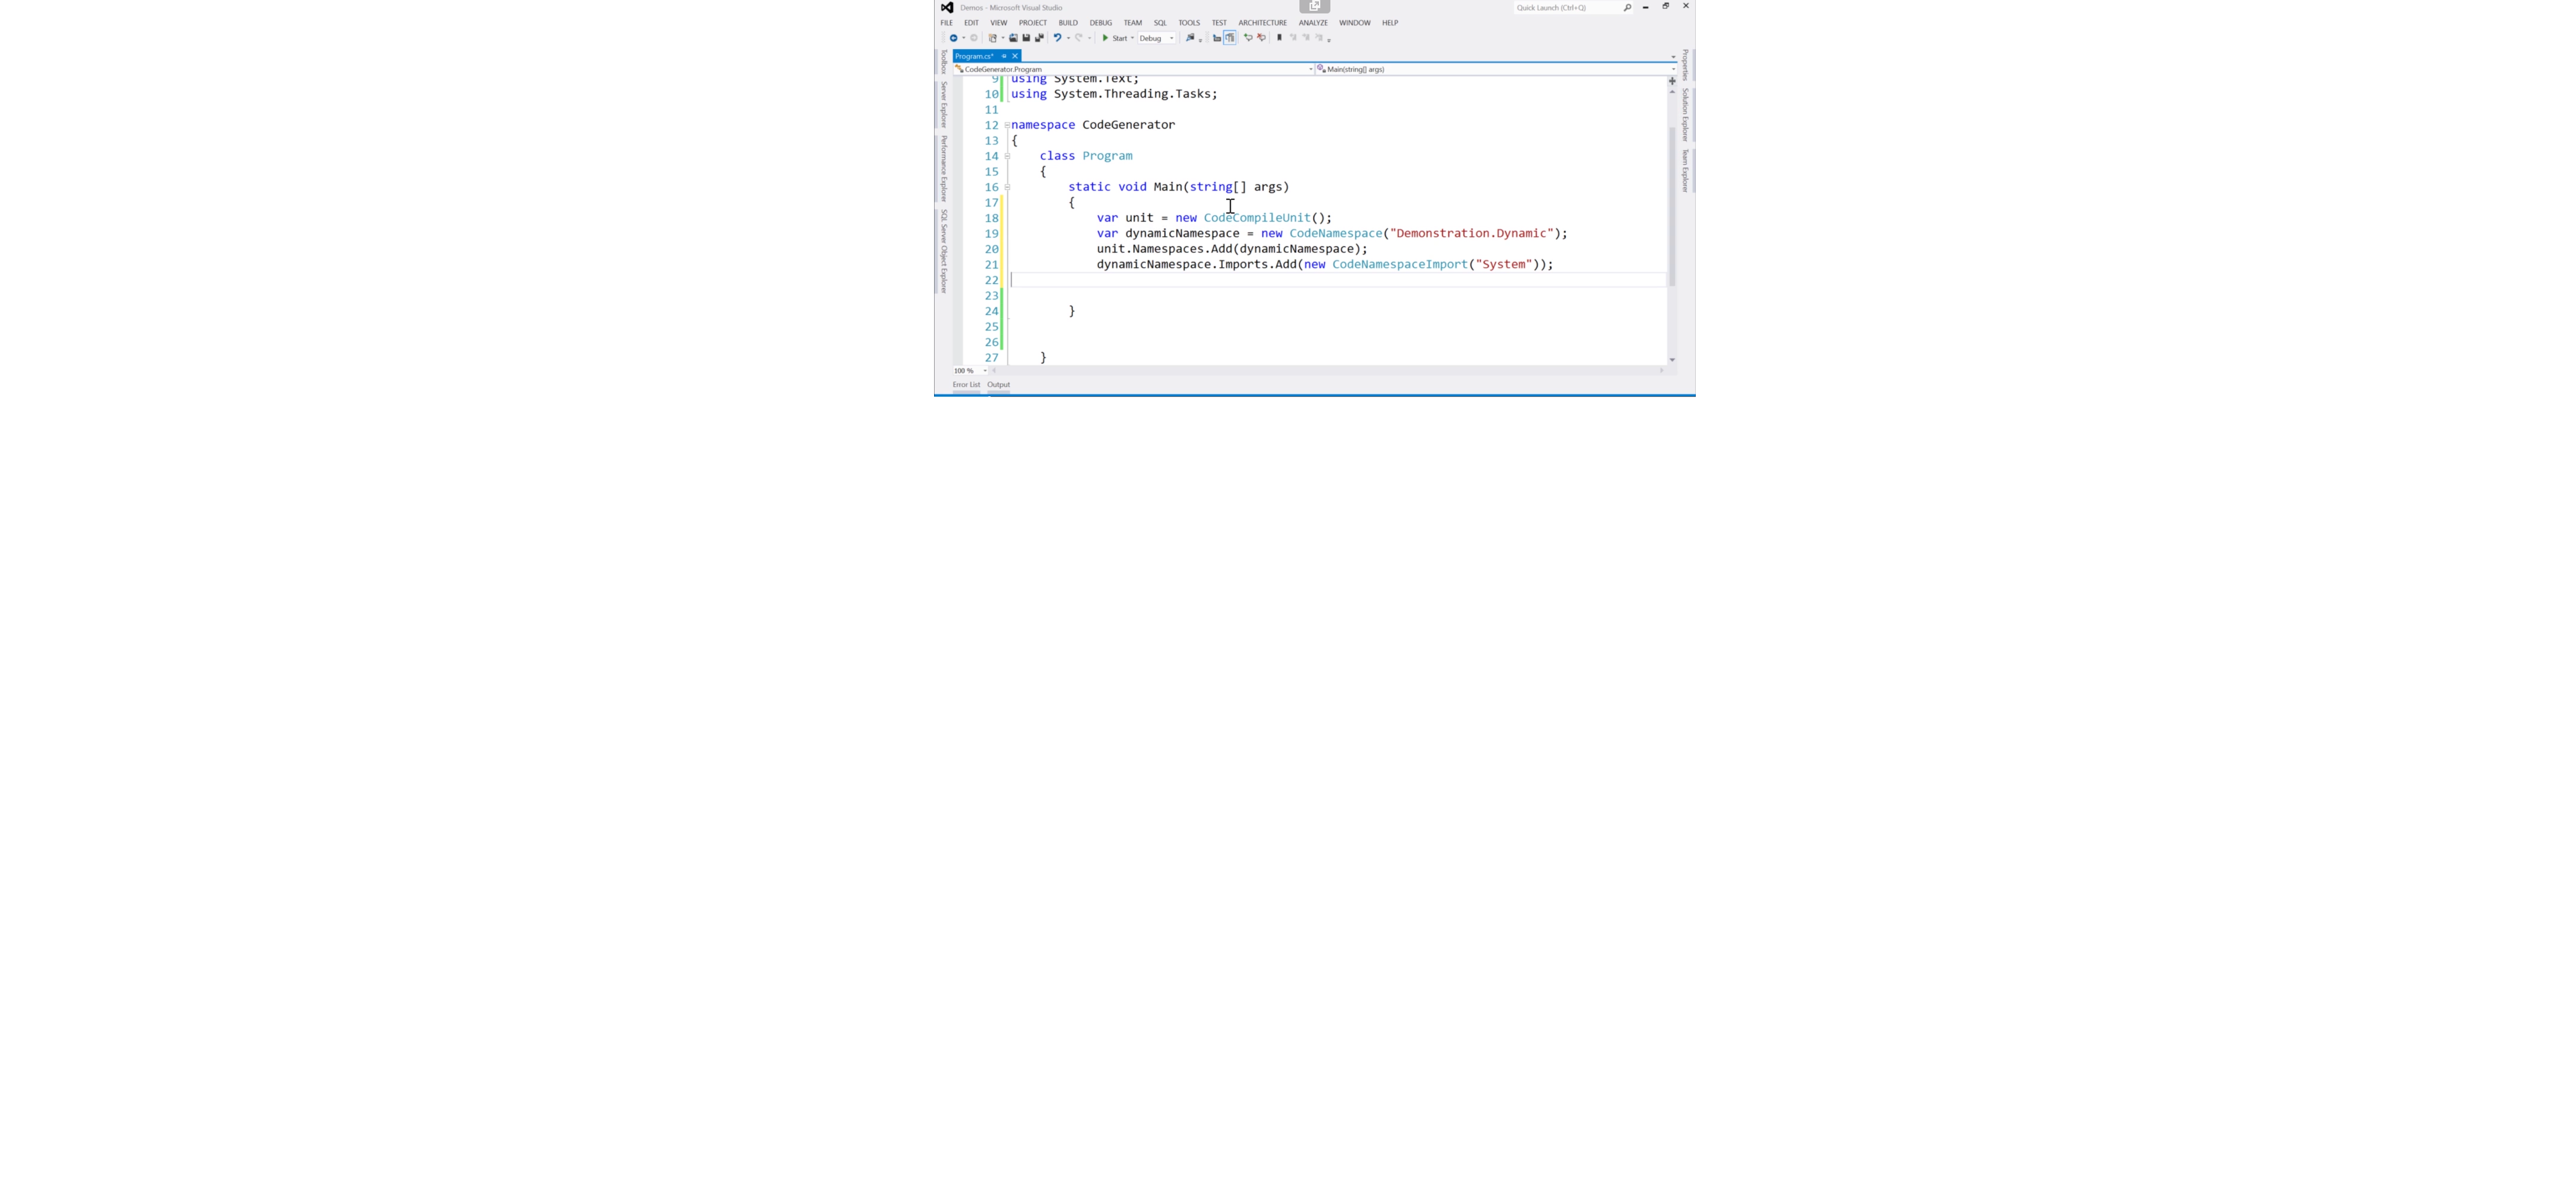 Demos - Microsoft Visual Studio
Quick Launch (Ctrl+Q)
FILE EDIT VIEW PROJECT BUILD DEBUG TEAM SQL TOOLS TEST ARCHITECTURE ANALYZE WINDOW HELP
Start Debug
Program.cs*
CodeGenerator.Program
Main(string[] args)
Toolbox
Server Explorer
Performance Explorer
SQL Server Object Explorer
9 using System.Text;
10 using System.Threading.Tasks;
11
12 namespace CodeGenerator
13 {
14 class Program
15 {
16 static void Main(string[] args)
17 {
18 var unit = new CodeCompileUnit();
19 var dynamicNamespace = new CodeNamespace("Demonstration.Dynamic");
20 unit.Namespaces.Add(dynamicNamespace);
21 dynamicNamespace.Imports.Add(new CodeNamespaceImport("System"));
22
23
24 }
25
26
27 }
Properties
Solution Explorer
Team Explorer
100 %
Error List Output